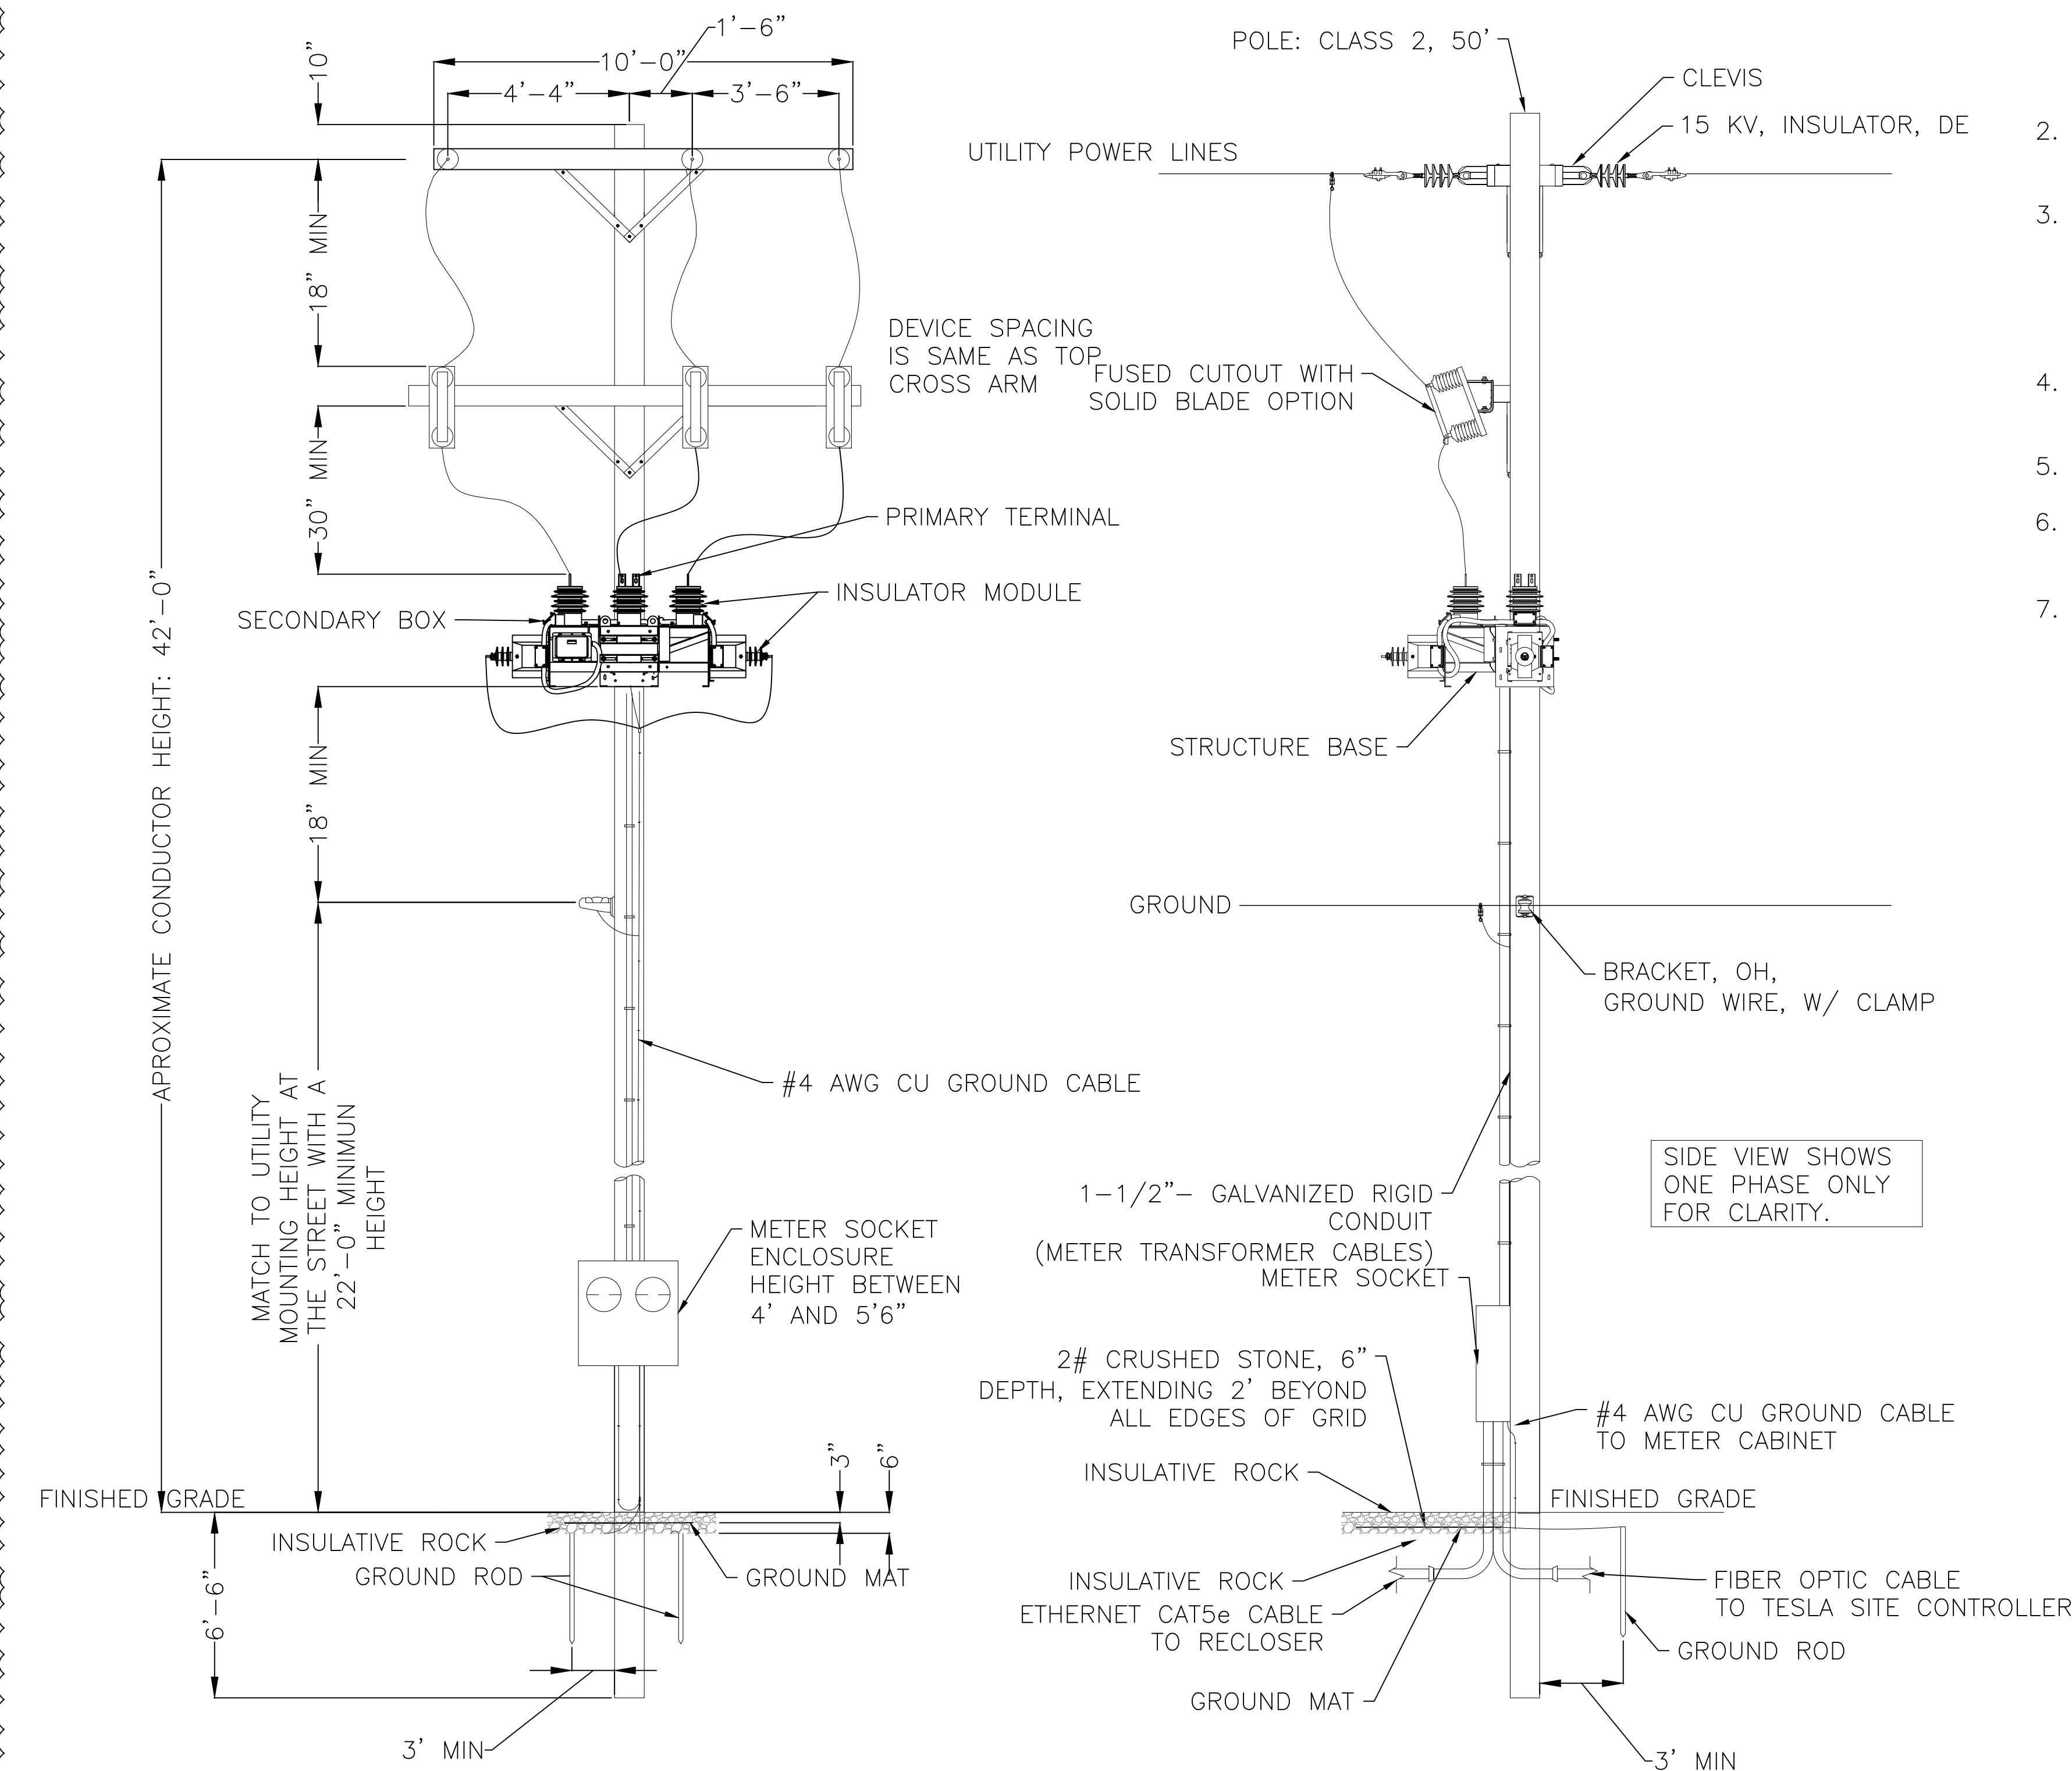 1'-6"
10'-0"
4'-4"
3'-6"
10"
18" MIN
30" MIN
18" MIN
APROXIMATE CONDUCTOR HEIGHT: 42'-0"
MATCH TO UTILITY
MOUNTING HEIGHT AT
THE STREET WITH A
22'-0" MINIMUN
HEIGHT
DEVICE SPACING
IS SAME AS TOP
CROSS ARM
PRIMARY TERMINAL
INSULATOR MODULE
SECONDARY BOX
#4 AWG CU GROUND CABLE
METER SOCKET
ENCLOSURE
HEIGHT BETWEEN
4' AND 5'6"
3"
6"
FINISHED GRADE
INSULATIVE ROCK
GROUND ROD
GROUND MAT
6'-6"
3' MIN
POLE: CLASS 2, 50'
CLEVIS
15 KV, INSULATOR, DE
UTILITY POWER LINES
FUSED CUTOUT WITH
SOLID BLADE OPTION
STRUCTURE BASE
GROUND
BRACKET, OH,
GROUND WIRE, W/ CLAMP
SIDE VIEW SHOWS
ONE PHASE ONLY
FOR CLARITY.
1-1/2"- GALVANIZED RIGID
CONDUIT
(METER TRANSFORMER CABLES)
METER SOCKET
2# CRUSHED STONE, 6"
DEPTH, EXTENDING 2' BEYOND
ALL EDGES OF GRID
#4 AWG CU GROUND CABLE
TO METER CABINET
INSULATIVE ROCK
FINISHED GRADE
INSULATIVE ROCK
ETHERNET CAT5e CABLE
TO RECLOSER
FIBER OPTIC CABLE
TO TESLA SITE CONTROLLER
GROUND ROD
GROUND MAT
3' MIN
2.
3.
4.
5.
6.
7.